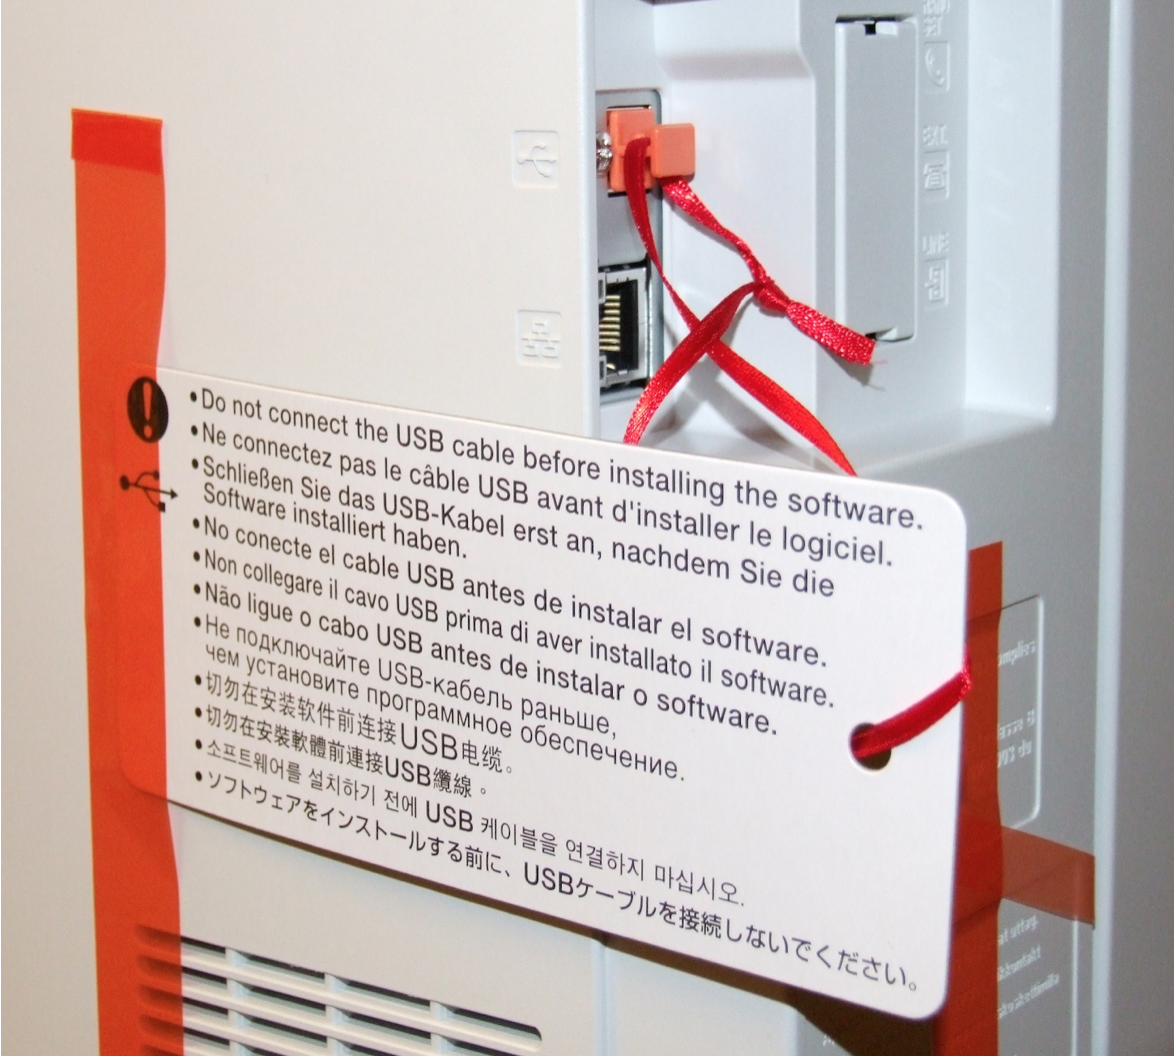 • Do not connect the USB cable before installing the software.
• Ne connectez pas le câble USB avant d'installer le logiciel.
• Schließen Sie das USB-Kabel erst an, nachdem Sie die
Software installiert haben.
• No conecte el cable USB antes de instalar el software.
• Non collegare il cavo USB prima di aver installato il software.
• Não ligue o cabo USB antes de instalar o software.
• Не подключайте USB-кабель раньше,
чем установите программное обеспечение.
• 切勿在安装软件前连接USB电缆。
• 切勿在安裝軟體前連接USB纜線。
• 소프트웨어를 설치하기 전에 USB 케이블을 연결하지 마십시오.
• ソフトウェアをインストールする前に、USBケーブルを接続しないでください。
EXT
LINE